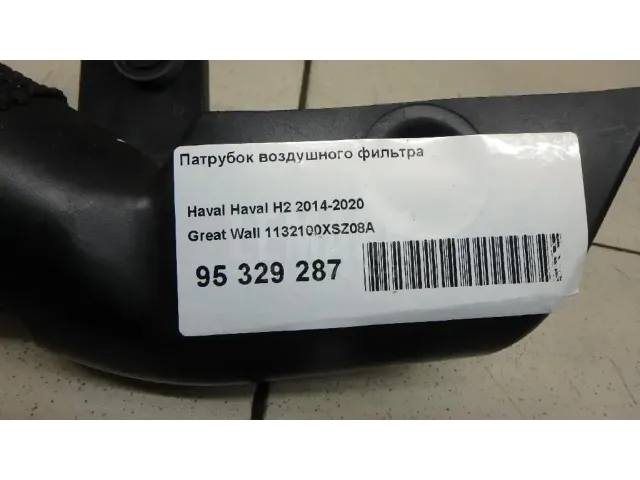 Патрубок воздушного фильтра
Haval Haval H2 2014-2020
Great Wall 1132100XSZ08A
95 329 287